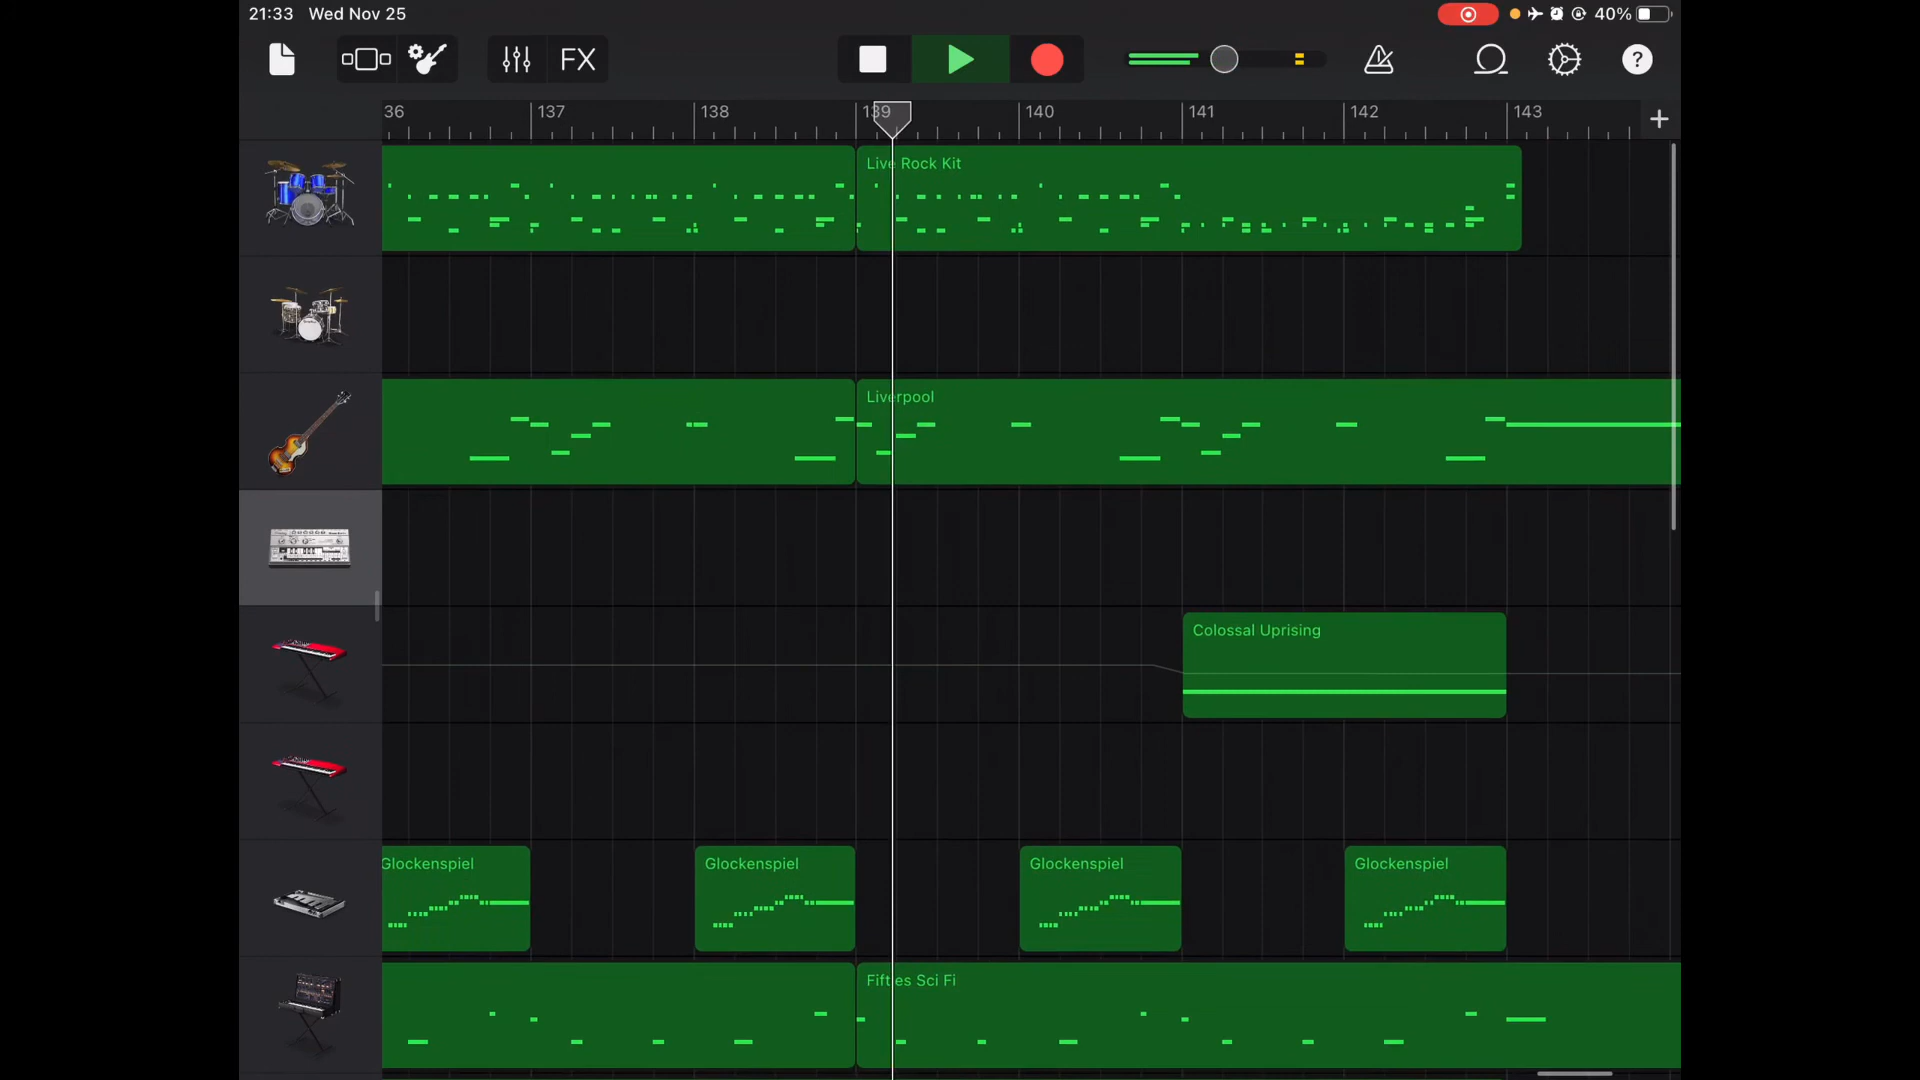 21:33 Wed Nov 25
40%
FX
?
36 137 138 139 140 141 142 143
+
Live Rock Kit
Liverpool
Colossal Uprising
Glockenspiel Glockenspiel Glockenspiel Glockenspiel
Fifties Sci Fi